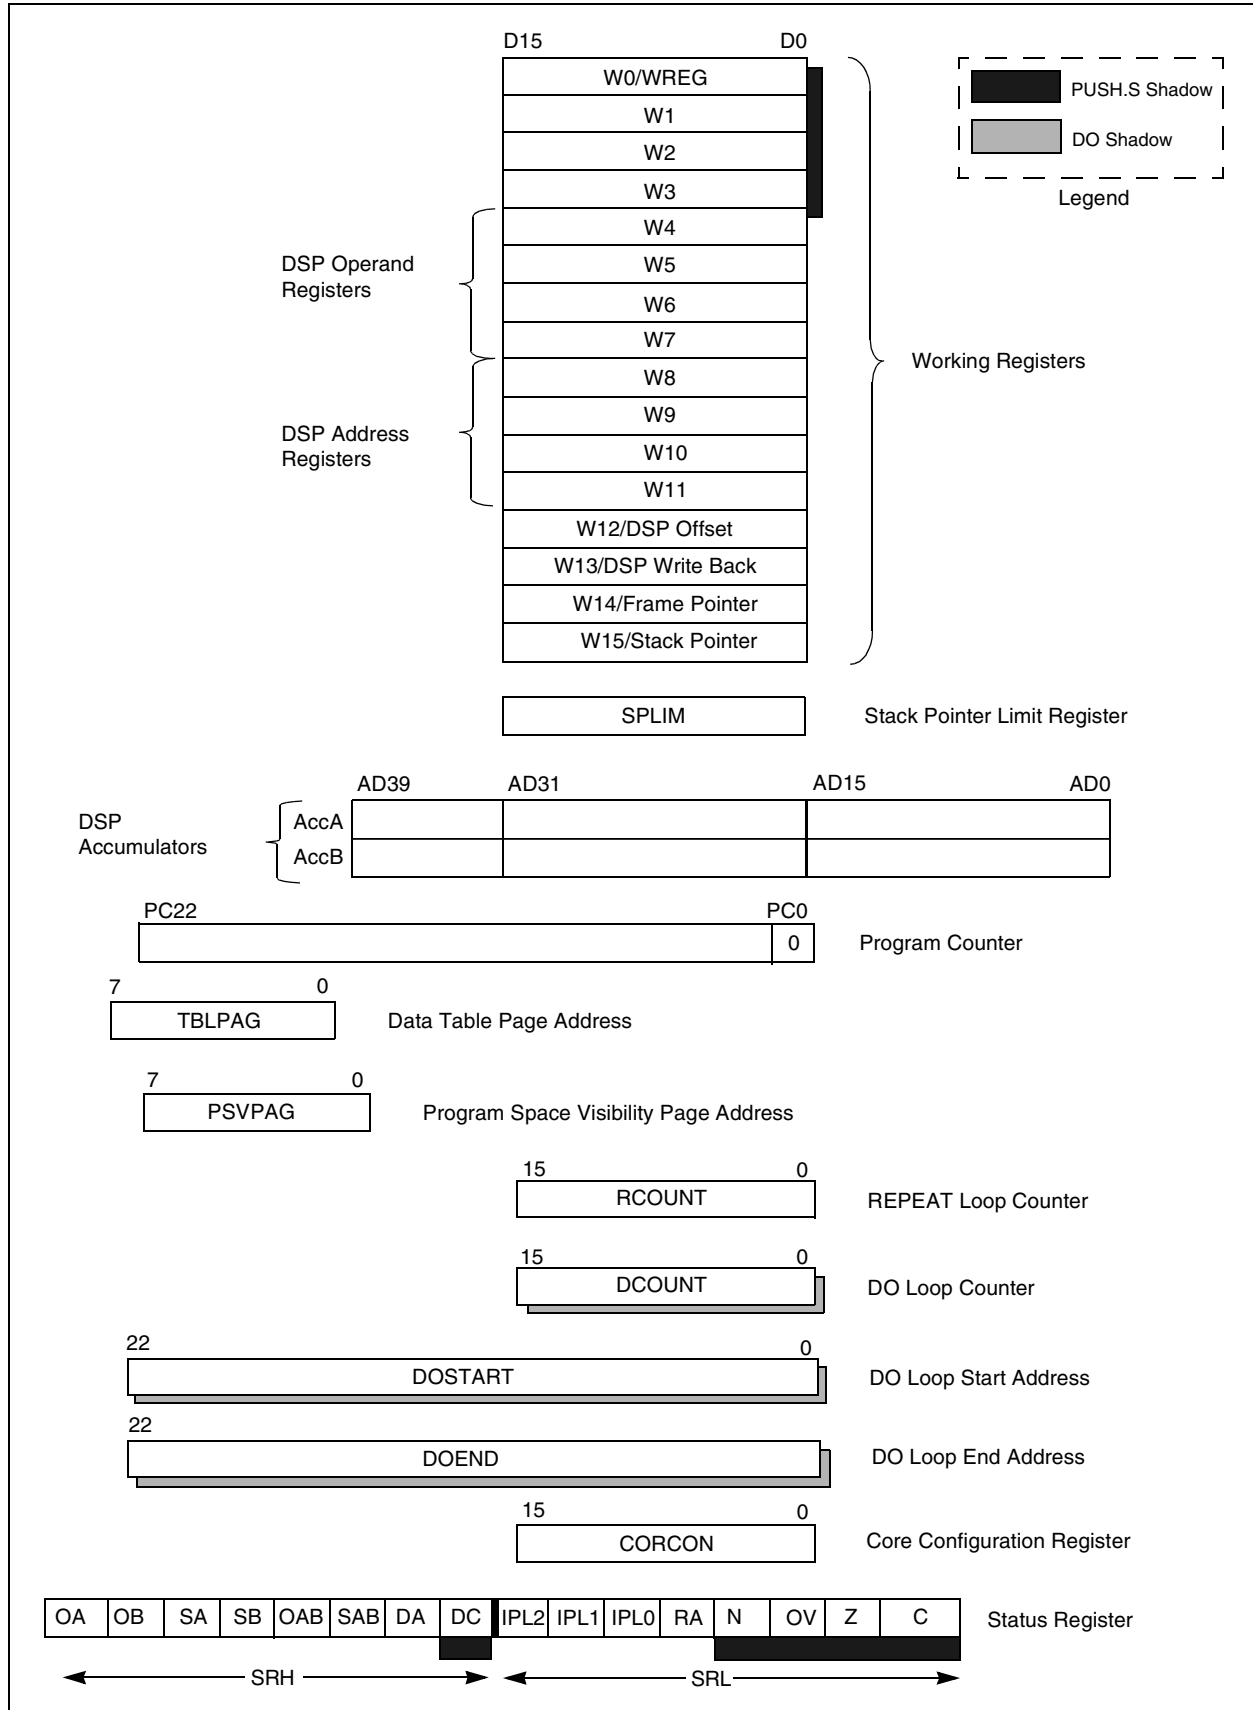 D15 D0
W0/WREG
PUSH.S Shadow
W1
W2
DO Shadow
W3
Legend
W4
DSP Operand
Registers
W5
W6
W7
Working Registers
W8
W9
DSP Address
Registers
W10
W11
W12/DSP Offset
W13/DSP Write Back
W14/Frame Pointer
W15/Stack Pointer
SPLIM Stack Pointer Limit Register
AD39 AD31 AD15 AD0
DSP
Accumulators
AccA
AccB
PC22 PC0
0 Program Counter
7 0
TBLPAG Data Table Page Address
7 0
PSVPAG Program Space Visibility Page Address
15 0
RCOUNT REPEAT Loop Counter
15 0
DCOUNT DO Loop Counter
22 0
DOSTART DO Loop Start Address
22
DOEND DO Loop End Address
15 0
CORCON Core Configuration Register
OA OB SA SB OAB SAB DA DC IPL2 IPL1 IPL0 RA N OV Z C Status Register
SRH SRL